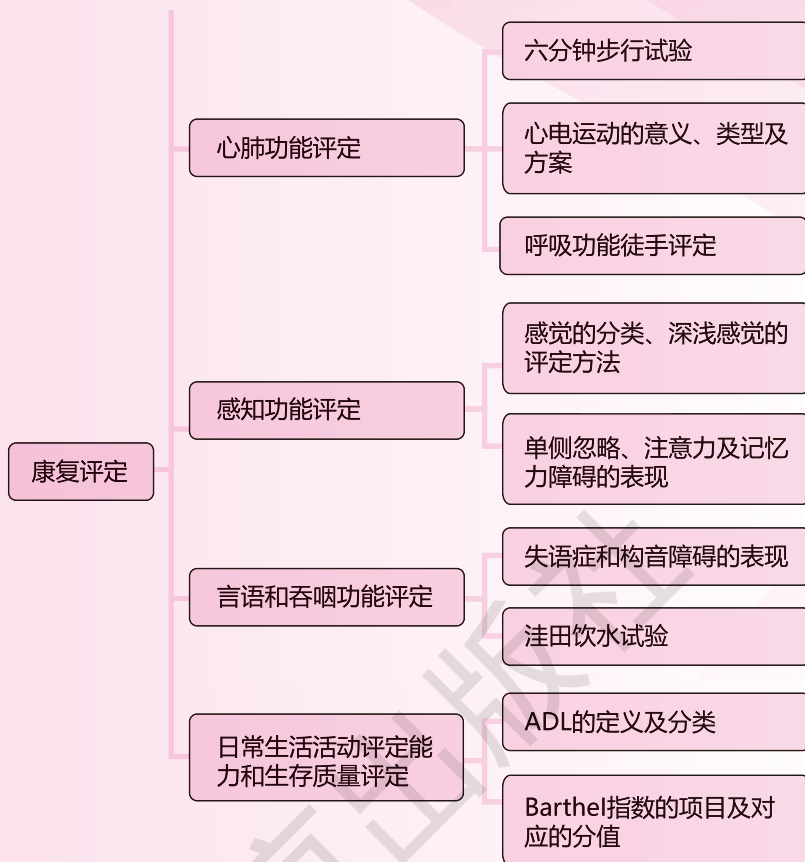 六分钟步行试验
心肺功能评定
心电运动的意义、类型及
方案
呼吸功能徒手评定
感觉的分类、深浅感觉的
评定方法
感知功能评定
单侧忽略、注意力及记忆
力障碍的表现
康复评定
失语症和构音障碍的表现
言语和吞咽功能评定
洼田饮水试验
ADL的定义及分类
日常生活活动评定能
力和生存质量评定
Barthel指数的项目及对
应的分值
出版社